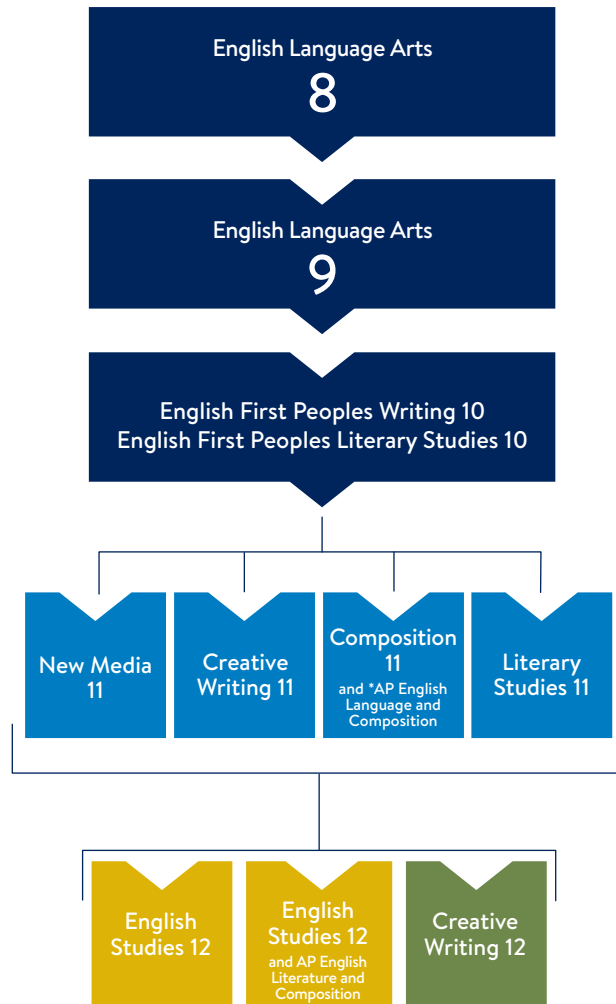 English Language Arts
8
English Language Arts
9
English First Peoples Writing 10
English First Peoples Literary Studies 10
New Media
11
Creative
Writing 11
Composition
11
and *AP English
Language and
Composition
Literary
Studies 11
English
Studies 12
English
Studies 12
and AP English
Literature and
Composition
Creative
Writing 12